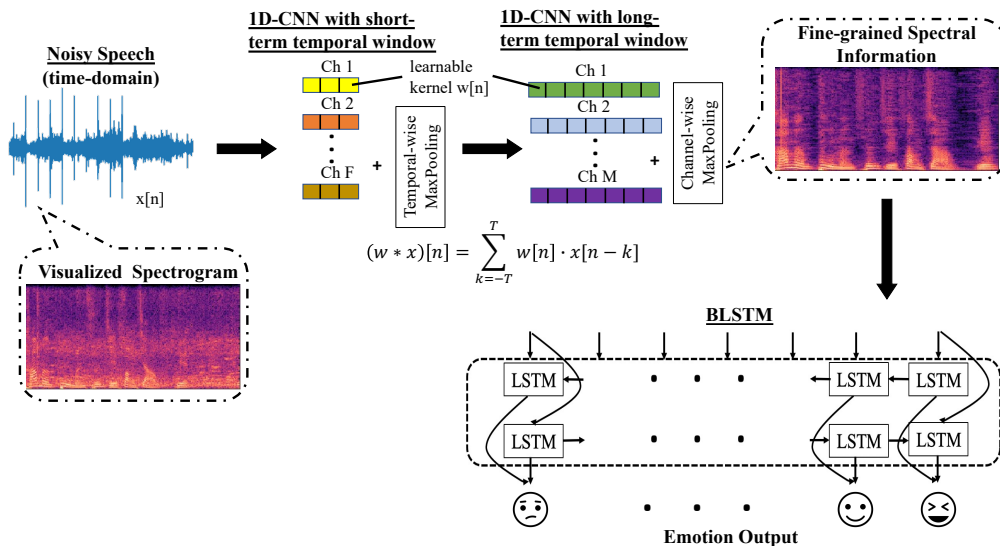 Noisy Speech
(time-domain)
x[n]
Visualized Spectrogram
1D-CNN with short-
term temporal window
Ch 1
Ch 2
Ch F
+
Temporal-wise
MaxPooling
learnable
kernel w[n]
1D-CNN with long-
term temporal window
Ch 1
Ch 2
Ch M
+
Channel-wise
MaxPooling
Fine-grained Spectral
Information
(w ∗ x)[n] = ∑_{k=−T}^{T} w[n] · x[n − k]
BLSTM
LSTM
LSTM
LSTM
LSTM
LSTM
LSTM
Emotion Output